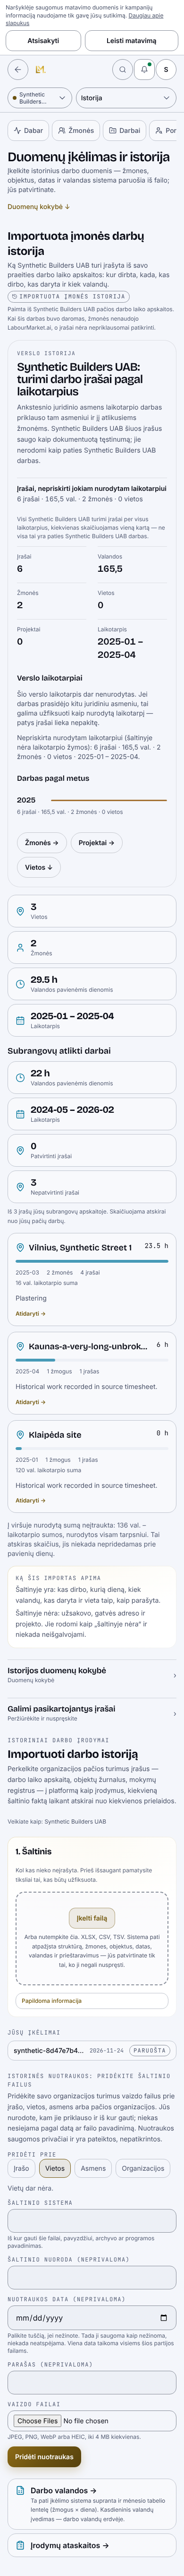 Naršyklėje saugomas matavimo duomenis ir kampanijų
informaciją naudojame tik gavę jūsų sutikimą. Daugiau apie
slapukus
Atsisakyti
Leisti matavimą
S
Synthetic
Builders…
Istorija
Dabar
Žmonės
Darbai
Duomenų įkėlimas ir istorija
Įkelkite istorinius darbo duomenis — žmones,
objektus, datas ir valandas sistema paruošia iš failo;
jūs patvirtinate.
Duomenų kokybė ↓
Importuota įmonės darbų
istorija
Ką Synthetic Builders UAB turi įrašyta iš savo
praeities darbo laiko apskaitos: kur dirbta, kada, kas
dirbo, kas daryta ir kiek valandų.
IMPORTUOTA ĮMONĖS ISTORIJA
Paimta iš Synthetic Builders UAB pačios darbo laiko apskaitos.
Kai šis darbas buvo daromas, žmonės nenaudojo
LabourMarket.ai, o įrašai nėra nepriklausomai patikrinti.
VERSLO ISTORIJA
Synthetic Builders UAB:
turimi darbo įrašai pagal
laikotarpius
Ankstesnio juridinio asmens laikotarpio darbas
priklauso tam asmeniui ir jį atlikusiems
žmonėms. Synthetic Builders UAB šiuos įrašus
saugo kaip dokumentuotą tęstinumą; jie
nerodomi kaip paties Synthetic Builders UAB
darbas.
Įrašai, nepriskirti jokiam nurodytam laikotarpiui
6 įrašai · 165,5 val. · 2 žmonės · 0 vietos
Visi Synthetic Builders UAB turimi įrašai per visus
laikotarpius, kiekvienas skaičiuojamas vieną kartą — ne
visa tai yra paties Synthetic Builders UAB darbas.
Įrašai
6
Valandos
165,5
Žmonės
2
Vietos
0
Projektai
0
Laikotarpis
2025-01 –
2025-04
Verslo laikotarpiai
Šio verslo laikotarpis dar nenurodytas. Jei
darbas prasidėjo kitu juridiniu asmeniu, tai
galima užfiksuoti kaip nurodytą laikotarpį —
patys įrašai lieka nepakitę.
Nepriskirta nurodytam laikotarpiui (šaltinyje
nėra laikotarpio žymos): 6 įrašai · 165,5 val. · 2
žmonės · 0 vietos · 2025-01 – 2025-04.
Darbas pagal metus
2025
6 įrašai · 165,5 val. · 2 žmonės · 0 vietos
Žmonės →
Projektai →
Vietos ↓
3
Vietos
2
Žmonės
29.5 h
Valandos pavienėmis dienomis
2025-01 – 2025-04
Laikotarpis
Subrangovų atlikti darbai
22 h
Valandos pavienėmis dienomis
2024-05 – 2026-02
Laikotarpis
0
Patvirtinti įrašai
3
Nepatvirtinti įrašai
Iš 3 įrašų jūsų subrangovų apskaitoje. Skaičiuojama atskirai
nuo jūsų pačių darbų.
Vilnius, Synthetic Street 1
23.5 h
2025-03 2 žmonės 4 įrašai
16 val. laikotarpio suma
Plastering
Atidaryti →
Kaunas-a-very-long-unbrok…
6 h
2025-04 1 žmogus 1 įrašas
Historical work recorded in source timesheet.
Atidaryti →
Klaipėda site
0 h
2025-01 1 žmogus 1 įrašas
120 val. laikotarpio suma
Historical work recorded in source timesheet.
Atidaryti →
Į viršuje nurodytą sumą neįtraukta: 136 val. –
laikotarpio sumos, nurodytos visam tarpsniui. Tai
atskiras skaičius, jis niekada nepridedamas prie
pavienių dienų.
KĄ ŠIS IMPORTAS APIMA
Šaltinyje yra: kas dirbo, kurią dieną, kiek
valandų, kas daryta ir vieta taip, kaip parašyta.
Šaltinyje nėra: užsakovo, gatvės adreso ir
projekto. Jie rodomi kaip „šaltinyje nėra“ ir
niekada neišgalvojami.
Istorijos duomenų kokybė
Duomenų kokybė
Galimi pasikartojantys įrašai
Peržiūrėkite ir nuspręskite
ISTORINIAI DARBO ĮRODYMAI
Importuoti darbo istoriją
Perkelkite organizacijos pačios turimus įrašus —
darbo laiko apskaitą, objektų žurnalus, mokymų
registrus — į platformą kaip įrodymus, kiekvieną
šaltinio faktą laikant atskirai nuo kiekvienos prielaidos.
Veikiate kaip: Synthetic Builders UAB
1. Šaltinis
Kol kas nieko neįrašyta. Prieš išsaugant pamatysite
tiksliai tai, kas būtų užfiksuota.
Įkelti failą
Arba nutempkite čia. XLSX, CSV, TSV. Sistema pati
atpažįsta struktūrą, žmones, objektus, datas,
valandas ir prieštaravimus — jūs patvirtinate tik
tai, ko ji negali nuspręsti.
Papildoma informacija
JŪSŲ ĮKĖLIMAI
synthetic-8d47e7b4…
2026-11-24
PARUOŠTA
ISTORINĖS NUOTRAUKOS: PRIDĖKITE ŠALTINIO
FAILUS
Pridėkite savo organizacijos turimus vaizdo failus prie
įrašo, vietos, asmens arba pačios organizacijos. Jūs
nurodote, kam jie priklauso ir iš kur gauti; niekas
nespėjama pagal datą ar failo pavadinimą. Nuotraukos
saugomos privačiai ir yra pateiktos, nepatikrintos.
PRIDĖTI PRIE
Įrašo
Vietos
Asmens
Organizacijos
Vietų dar nėra.
ŠALTINIO SISTEMA
Iš kur gauti šie failai, pavyzdžiui, archyvo ar programos
pavadinimas.
ŠALTINIO NUORODA (NEPRIVALOMA)
NUOTRAUKOS DATA (NEPRIVALOMA)
mm/dd/yyyy
Palikite tuščią, jei nežinote. Tada ji saugoma kaip nežinoma,
niekada neatspėjama. Viena data taikoma visiems šios partijos
failams.
PARAŠAS (NEPRIVALOMA)
VAIZDO FAILAI
Choose Files No file chosen
JPEG, PNG, WebP arba HEIC, iki 4 MB kiekvienas.
Pridėti nuotraukas
Darbo valandos →
Ta pati įkėlimo sistema supranta ir mėnesio tabelio
lentelę (žmogus × diena). Kasdieninis valandų
įvedimas — darbo valandų erdvėje.
Įrodymų ataskaitos →